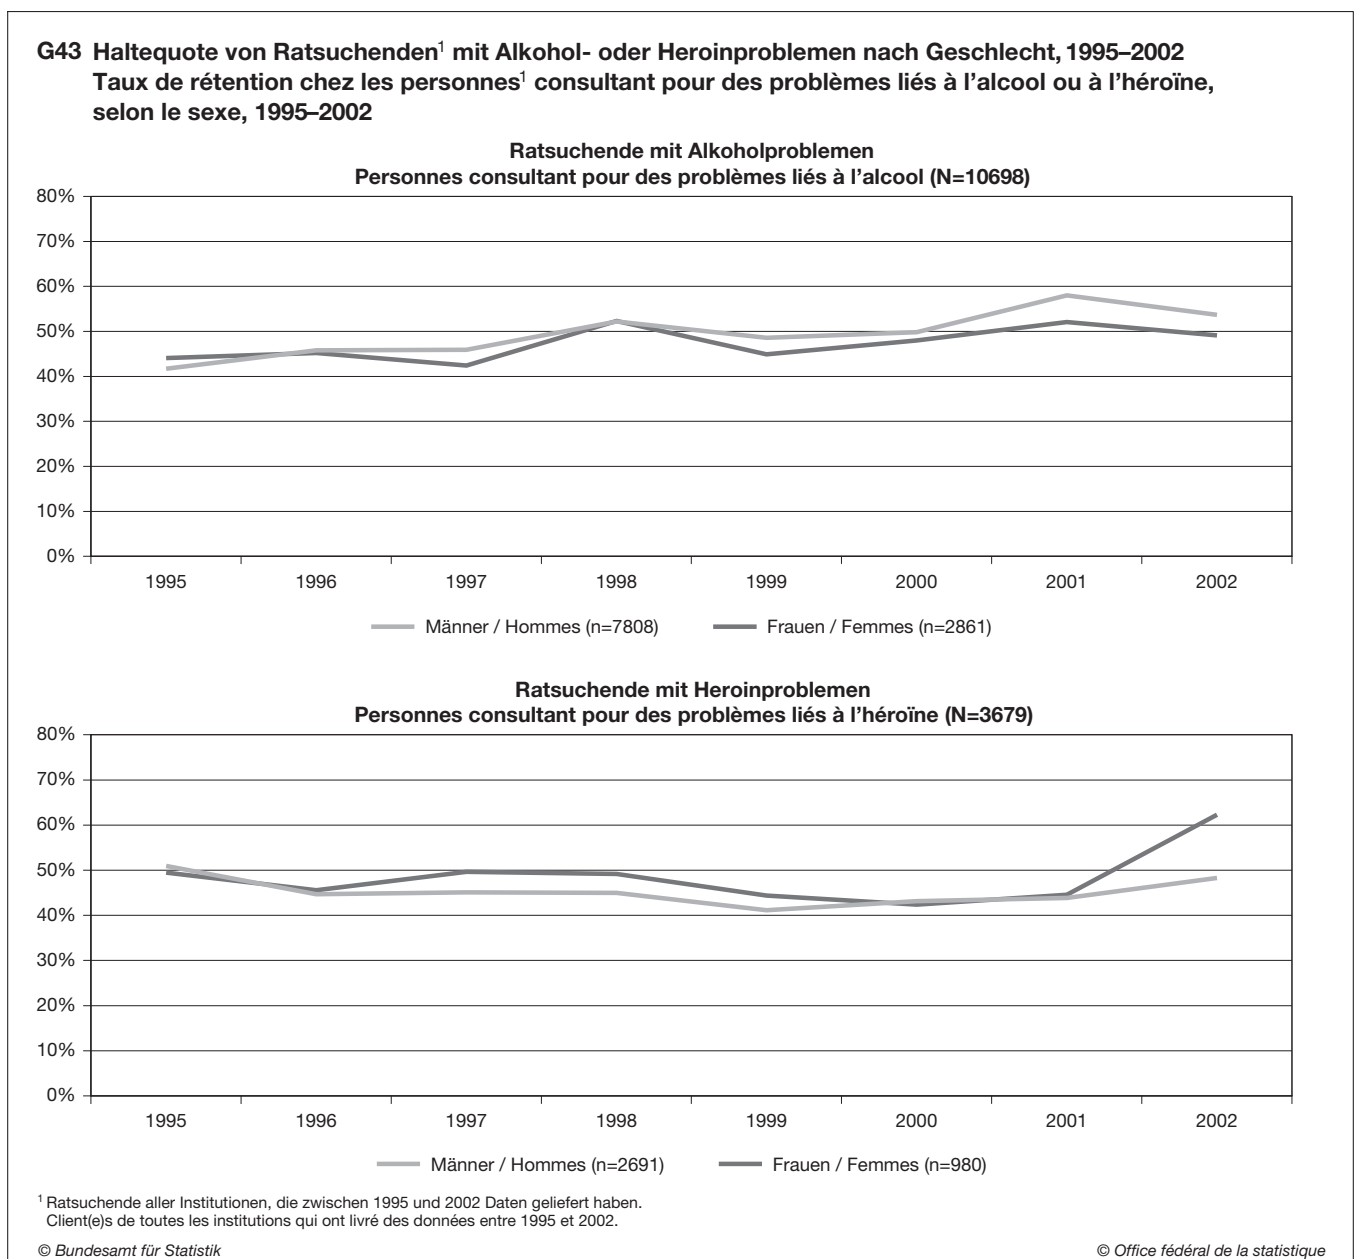 G43 Haltequote von Ratsuchenden¹ mit Alkohol- oder Heroinproblemen nach Geschlecht, 1995–2002
Taux de rétention chez les personnes¹ consultant pour des problèmes liés à l’alcool ou à l’héroïne,
selon le sexe, 1995–2002
Ratsuchende mit Alkoholproblemen
Personnes consultant pour des problèmes liés à l’alcool (N=10698)
80%
70%
60%
50%
40%
30%
20%
10%
0%
1995 1996 1997 1998 1999 2000 2001 2002
Männer / Hommes (n=7808) Frauen / Femmes (n=2861)
Ratsuchende mit Heroinproblemen
Personnes consultant pour des problèmes liés à l’héroïne (N=3679)
80%
70%
60%
50%
40%
30%
20%
10%
0%
1995 1996 1997 1998 1999 2000 2001 2002
Männer / Hommes (n=2691) Frauen / Femmes (n=980)
¹ Ratsuchende aller Institutionen, die zwischen 1995 und 2002 Daten geliefert haben.
Client(e)s de toutes les institutions qui ont livré des données entre 1995 et 2002.
© Bundesamt für Statistik © Office fédéral de la statistique